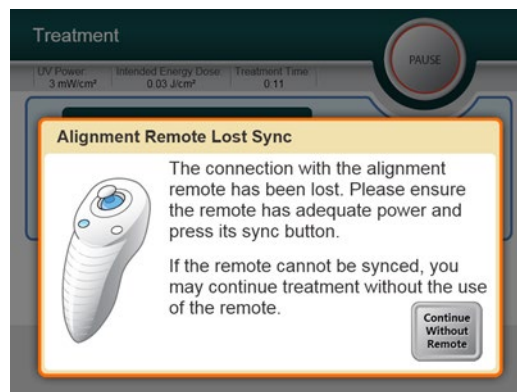 Treatment
PAUSE
UV Power: Intended Energy Dose: Treatment Time:
3 mW/cm² 0.03 J/cm² 0:11
Alignment Remote Lost Sync
The connection with the alignment
remote has been lost. Please ensure
the remote has adequate power and
press its sync button.
If the remote cannot be synced, you
may continue treatment without the use
of the remote.
Continue
Without
Remote